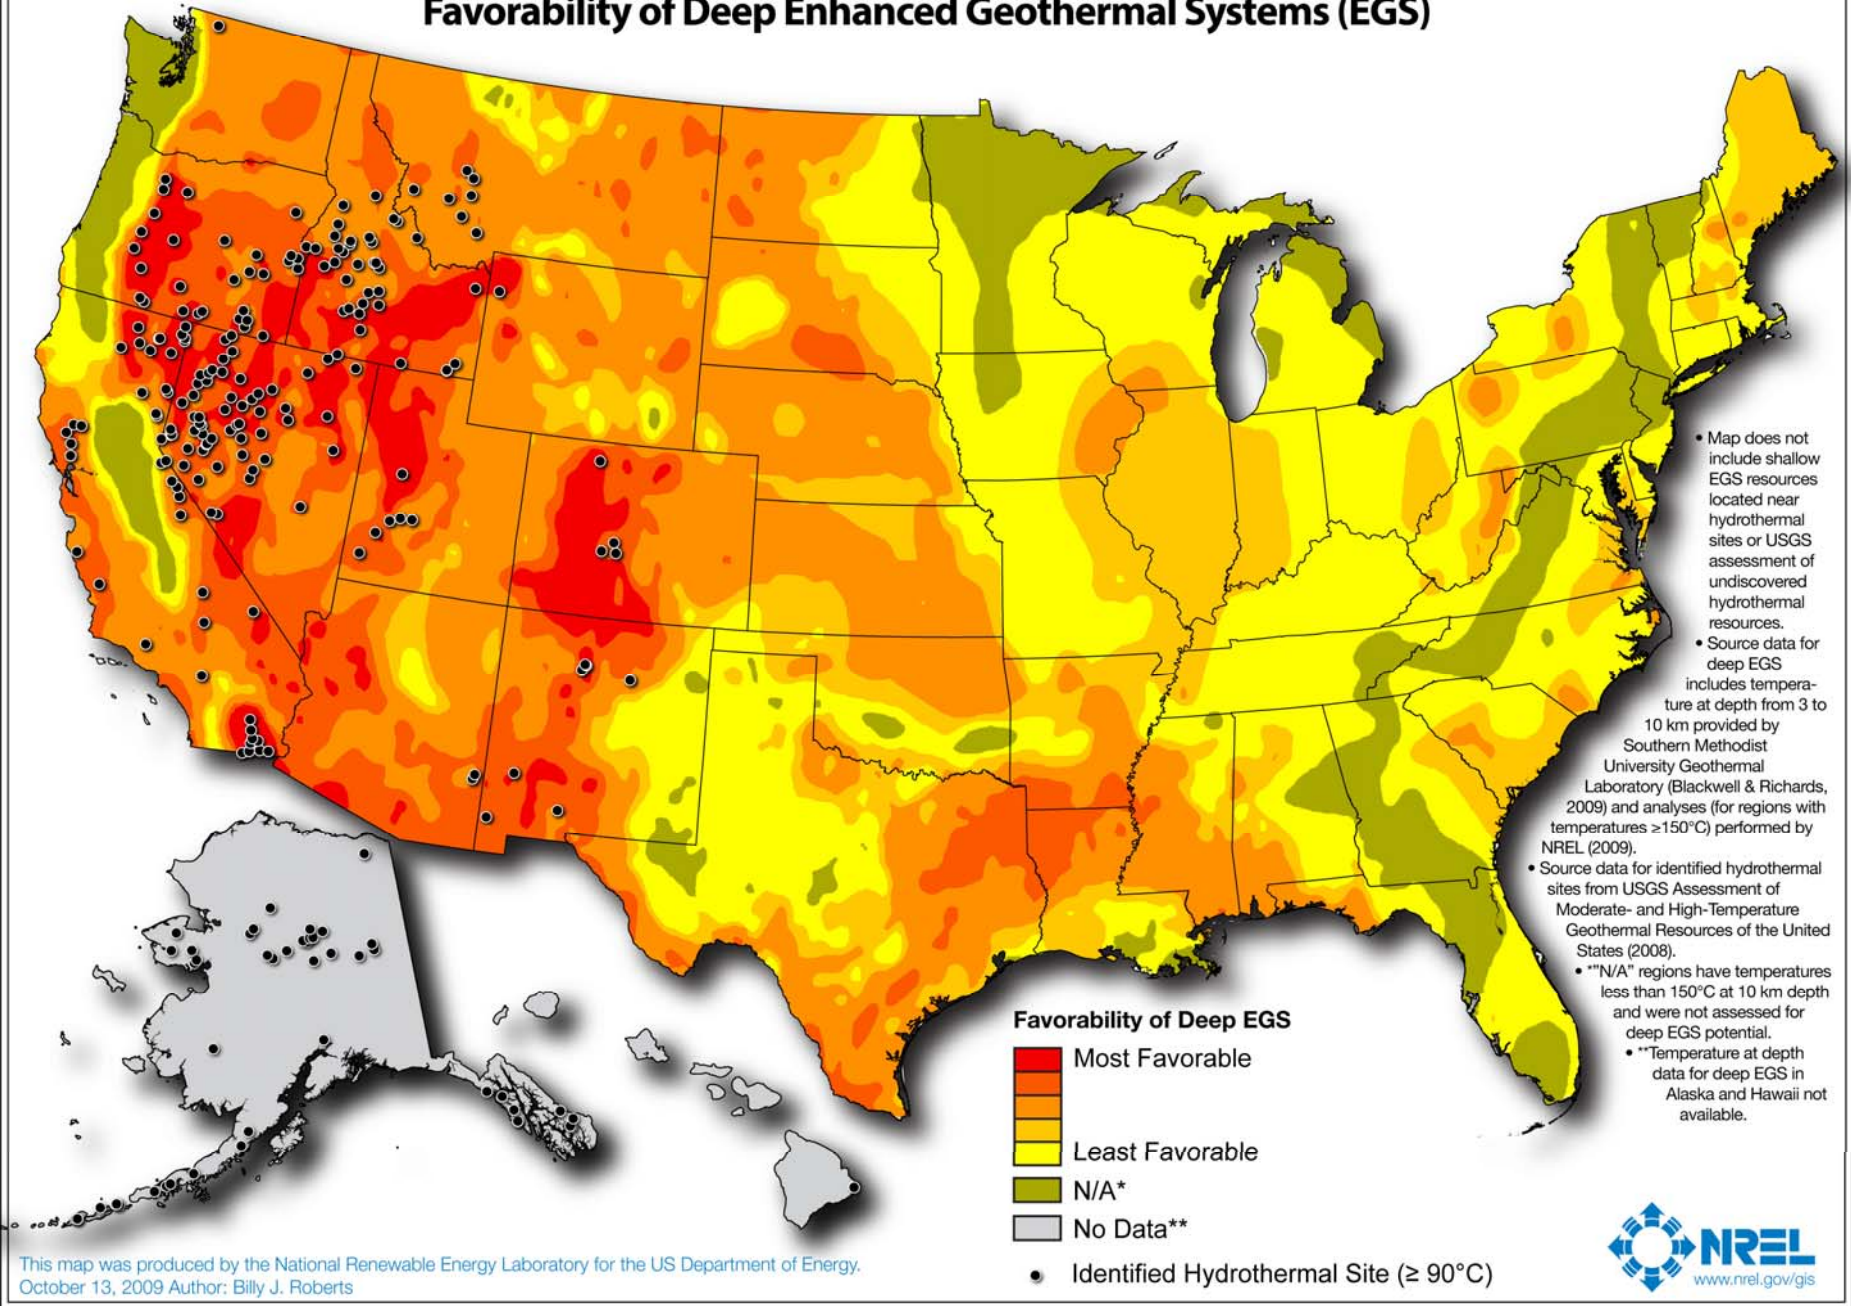 Favorability of Deep Enhanced Geothermal Systems (EGS)
• Map does not
include shallow
EGS resources
located near
hydrothermal
sites or USGS
assessment of
undiscovered
hydrothermal
resources.
• Source data for
deep EGS
includes tempera-
ture at depth from 3 to
10 km provided by
Southern Methodist
University Geothermal
Laboratory (Blackwell & Richards,
2009) and analyses (for regions with
temperatures ≥150°C) performed by
NREL (2009).
• Source data for identified hydrothermal
sites from USGS Assessment of
Moderate- and High-Temperature
Geothermal Resources of the United
States (2008).
• *"N/A" regions have temperatures
less than 150°C at 10 km depth
and were not assessed for
deep EGS potential.
• **Temperature at depth
data for deep EGS in
Alaska and Hawaii not
available.
Favorability of Deep EGS
Most Favorable
Least Favorable
N/A*
No Data**
Identified Hydrothermal Site (≥ 90°C)
This map was produced by the National Renewable Energy Laboratory for the US Department of Energy.
October 13, 2009 Author: Billy J. Roberts
NREL
www.nrel.gov/gis